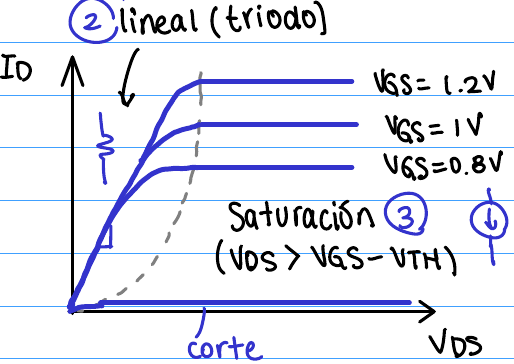 ② lineal (triodo)
ID
VGS = 1.2V
VGS = 1V
VGS = 0.8V
Saturación ③
(VDS > VGS - VTH)
corte
VDS